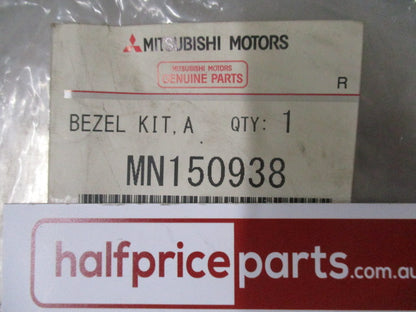 MITSUBISHI MOTORS
MITSUBISHI MOTORS
GENUINE PARTS
R
BEZEL KIT, A QTY: 1
MN150938
halfpriceparts.com.au